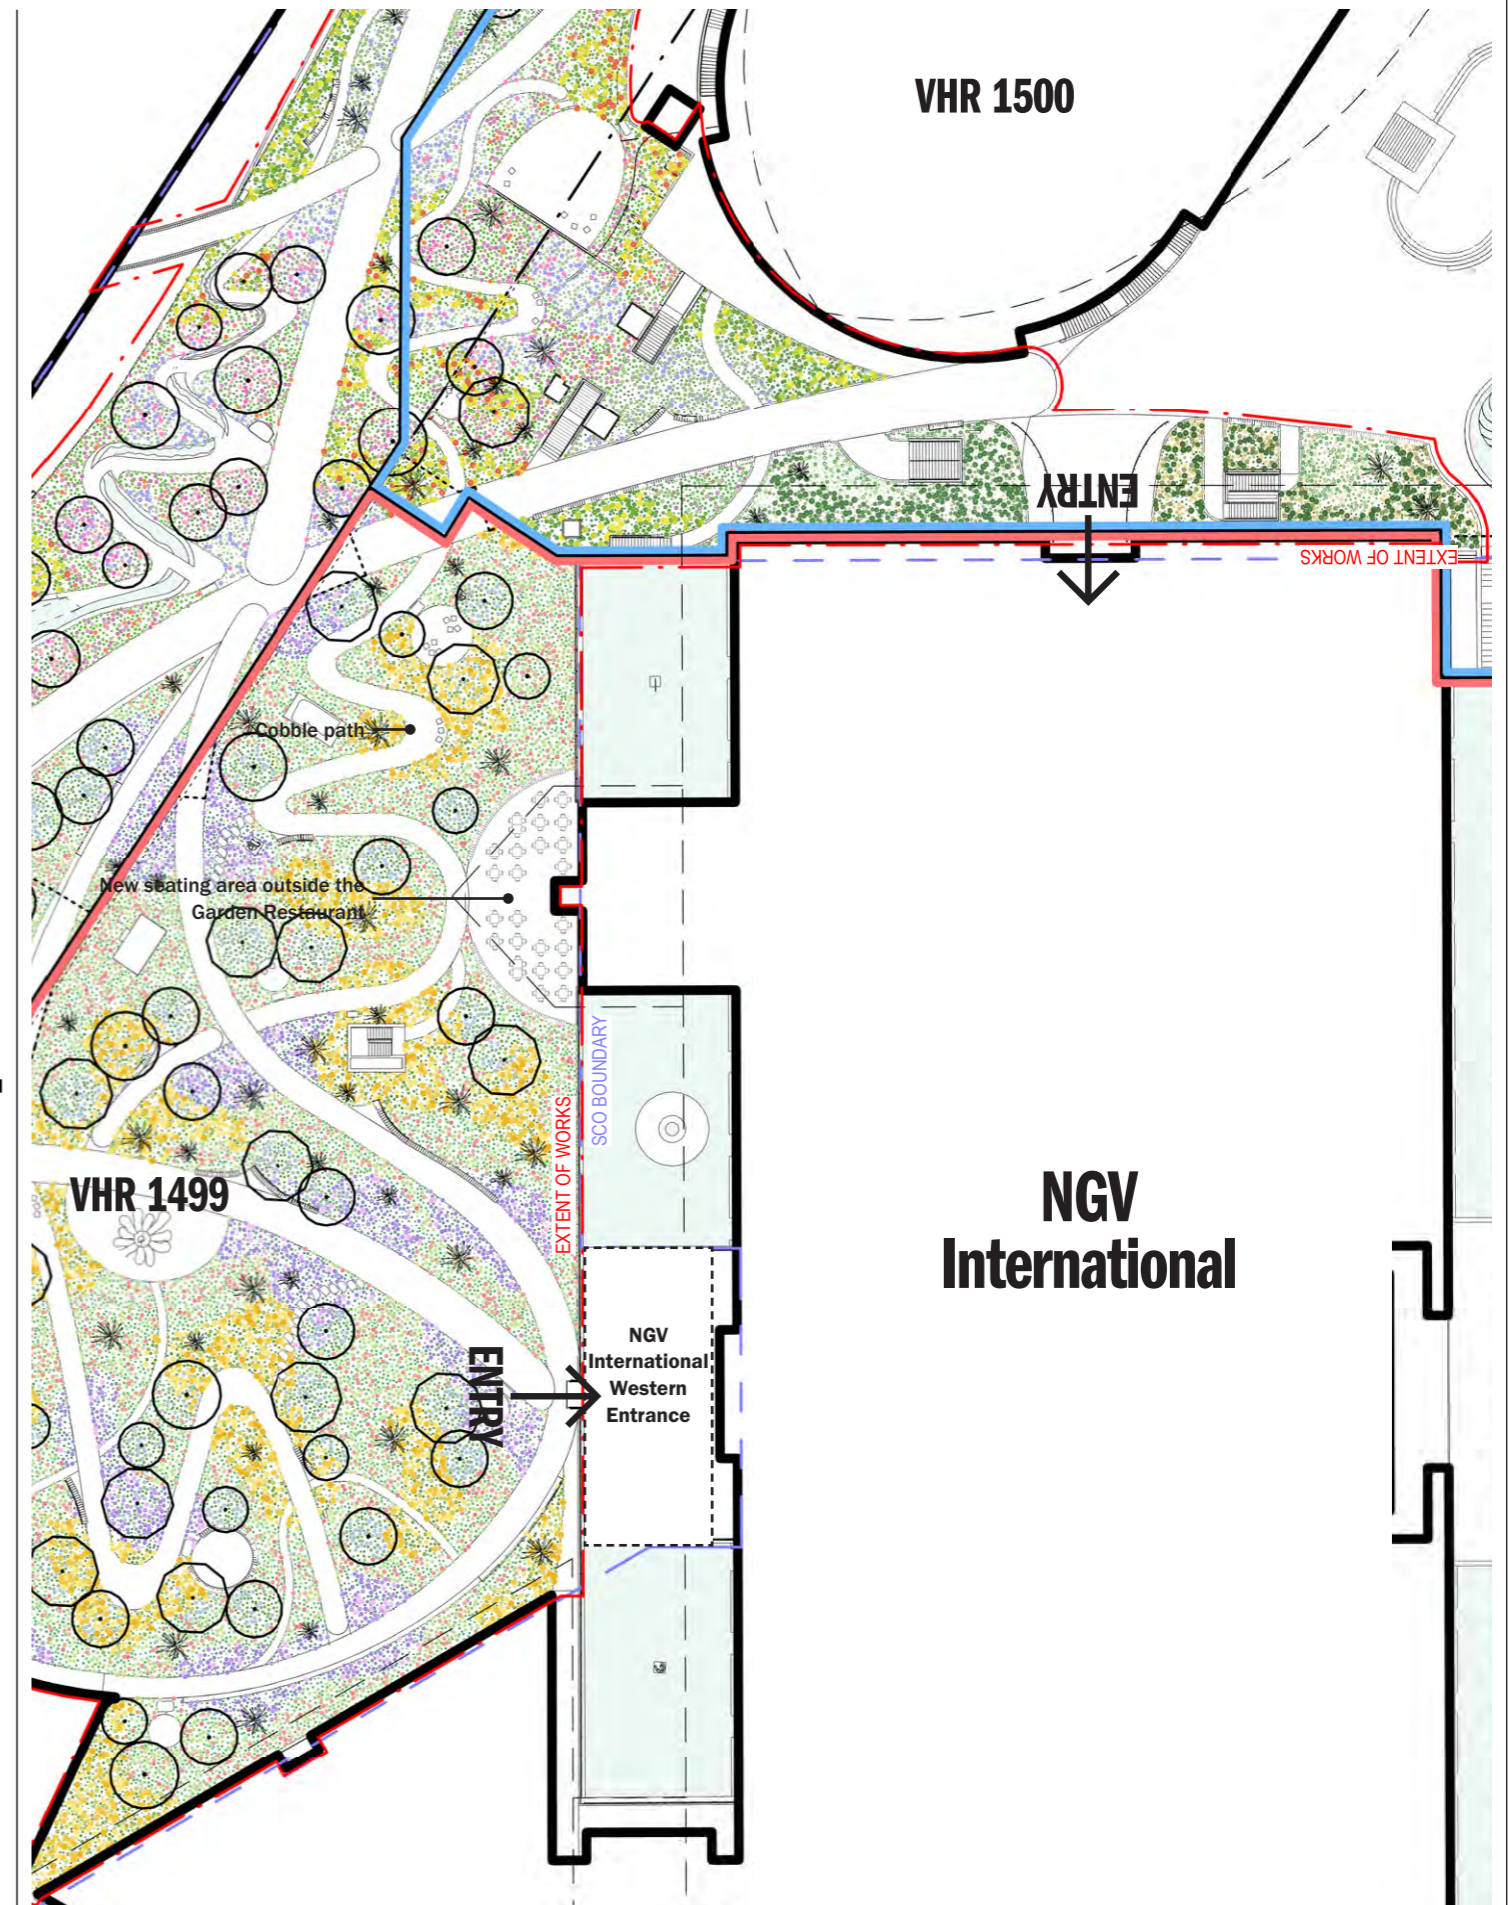 VHR 1500
ENTRY
EXTENT OF WORKS
Cobble path
New seating area outside the
Garden Restaurant
SCO BOUNDARY
EXTENT OF WORKS
VHR 1499
NGV
International
ENTRY
NGV
International
Western
Entrance